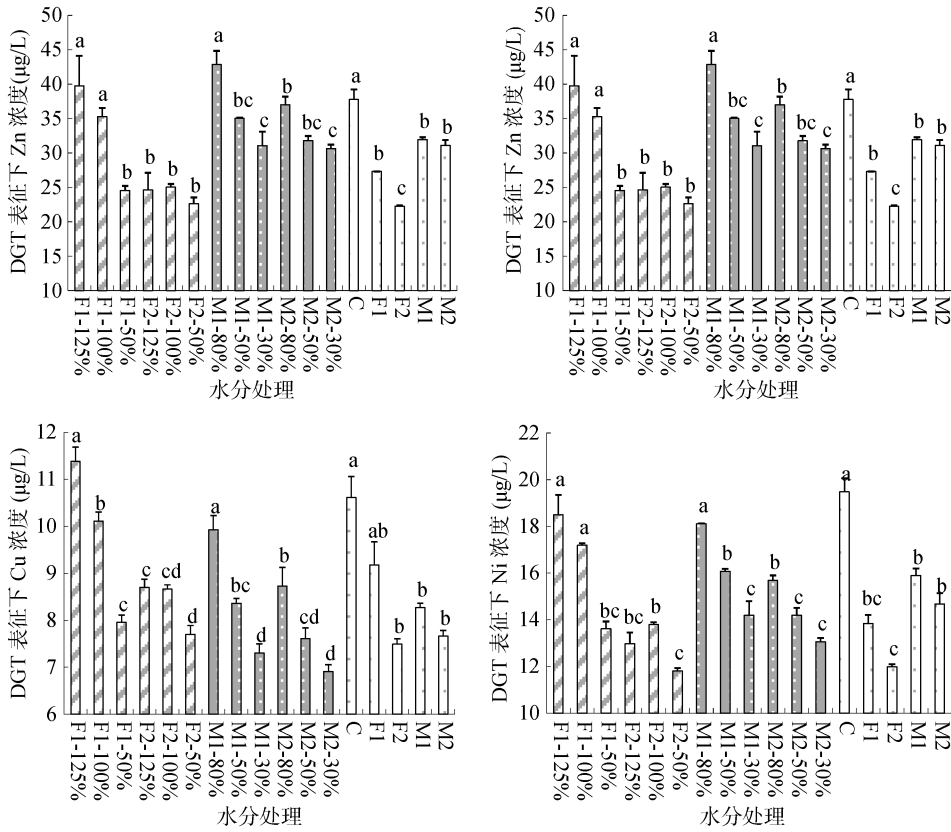 DGT 表征下 Zn 浓度(μg/L)
50
45
40
35
30
25
20
15
10
a
a
b
b
b
b
a
bc
c
b
bc
c
a
b
c
b
b
F1-125%
F1-100%
F1-50%
F2-125%
F2-100%
F2-50%
M1-80%
M1-50%
M1-30%
M2-80%
M2-50%
M2-30%
C
F1
F2
M1
M2
水分处理
DGT 表征下 Zn 浓度 (μg/L)
50
45
40
35
30
25
20
15
10
a
a
b
b
b
b
a
bc
c
b
bc
c
a
b
c
b
b
F1-125%
F1-100%
F1-50%
F2-125%
F2-100%
F2-50%
M1-80%
M1-50%
M1-30%
M2-80%
M2-50%
M2-30%
C
F1
F2
M1
M2
水分处理
DGT 表征下 Cu 浓度 (μg/L)
12
11
10
9
8
7
6
a
b
c
c
cd
d
a
bc
d
b
cd
d
a
ab
b
b
b
F1-125%
F1-100%
F1-50%
F2-125%
F2-100%
F2-50%
M1-80%
M1-50%
M1-30%
M2-80%
M2-50%
M2-30%
C
F1
F2
M1
M2
水分处理
DGT 表征下 Ni 浓度 (μg/L)
22
20
18
16
14
12
10
a
a
bc
bc
b
c
a
b
c
b
c
c
a
bc
c
b
b
F1-125%
F1-100%
F1-50%
F2-125%
F2-100%
F2-50%
M1-80%
M1-50%
M1-30%
M2-80%
M2-50%
M2-30%
C
F1
F2
M1
M2
水分处理